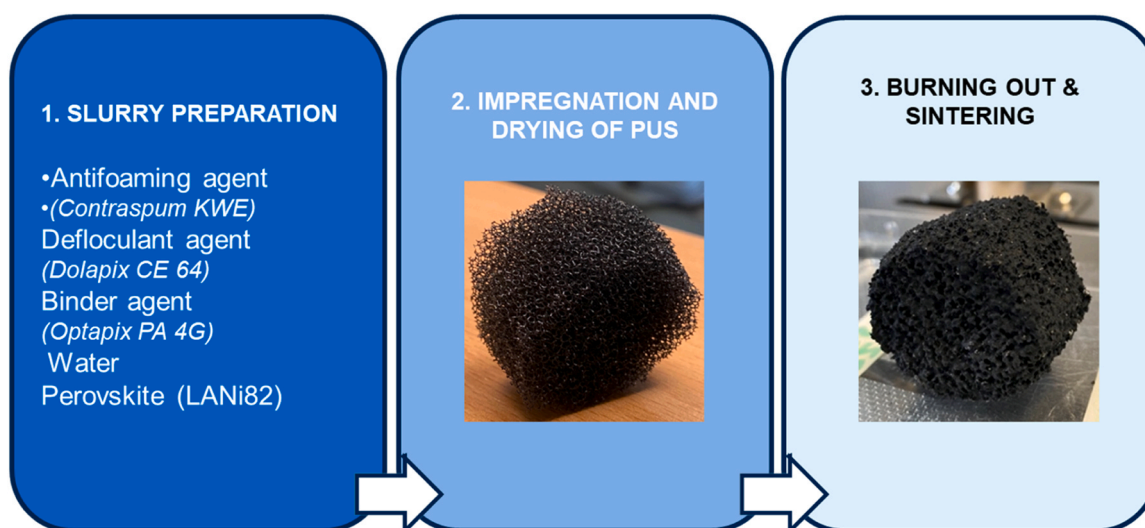 1. SLURRY PREPARATION
•Antifoaming agent
•(Contraspum KWE)
Defloculant agent
(Dolapix CE 64)
Binder agent
(Optapix PA 4G)
Water
Perovskite (LANi82)
2. IMPREGNATION AND
DRYING OF PUS
3. BURNING OUT &
SINTERING